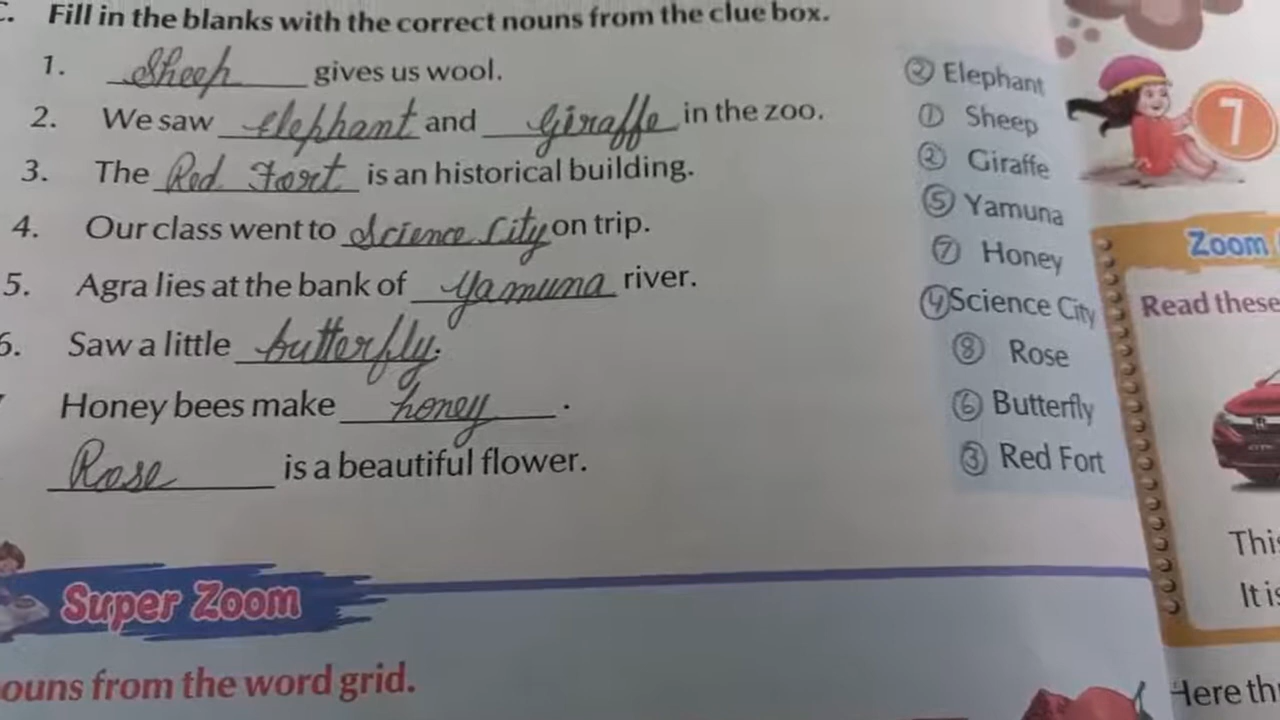 Fill in the blanks with the correct nouns from the clue box.
1. Sheep gives us wool.
2. We saw elephant and Giraffe in the zoo.
3. The Red Fort is an historical building.
4. Our class went to Science City on trip.
5. Agra lies at the bank of Yamuna river.
6. Saw a little butterfly.
Honey bees make honey.
Rose is a beautiful flower.
② Elephant
① Sheep
② Giraffe
⑤ Yamuna
⑦ Honey
④ Science City
⑧ Rose
⑥ Butterfly
③ Red Fort
7
Zoom
Read these
This
It is
Here th
Super Zoom
ouns from the word grid.